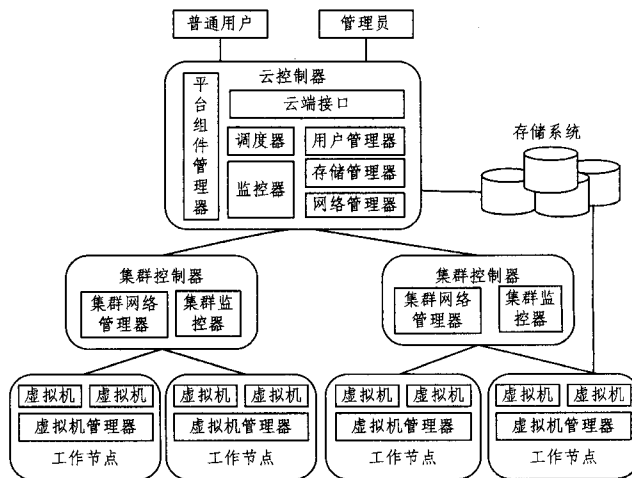 普通用户
管理员
云控制器
平台组件管理器
云端接口
调度器
用户管理器
监控器
存储管理器
网络管理器
存储系统
集群控制器
集群网络
管理器
集群监
控器
集群控制器
集群网络
管理器
集群监
控器
虚拟机
虚拟机
虚拟机管理器
工作节点
虚拟机
虚拟机
虚拟机管理器
工作节点
虚拟机
虚拟机
虚拟机管理器
工作节点
虚拟机
虚拟机
虚拟机管理器
工作节点